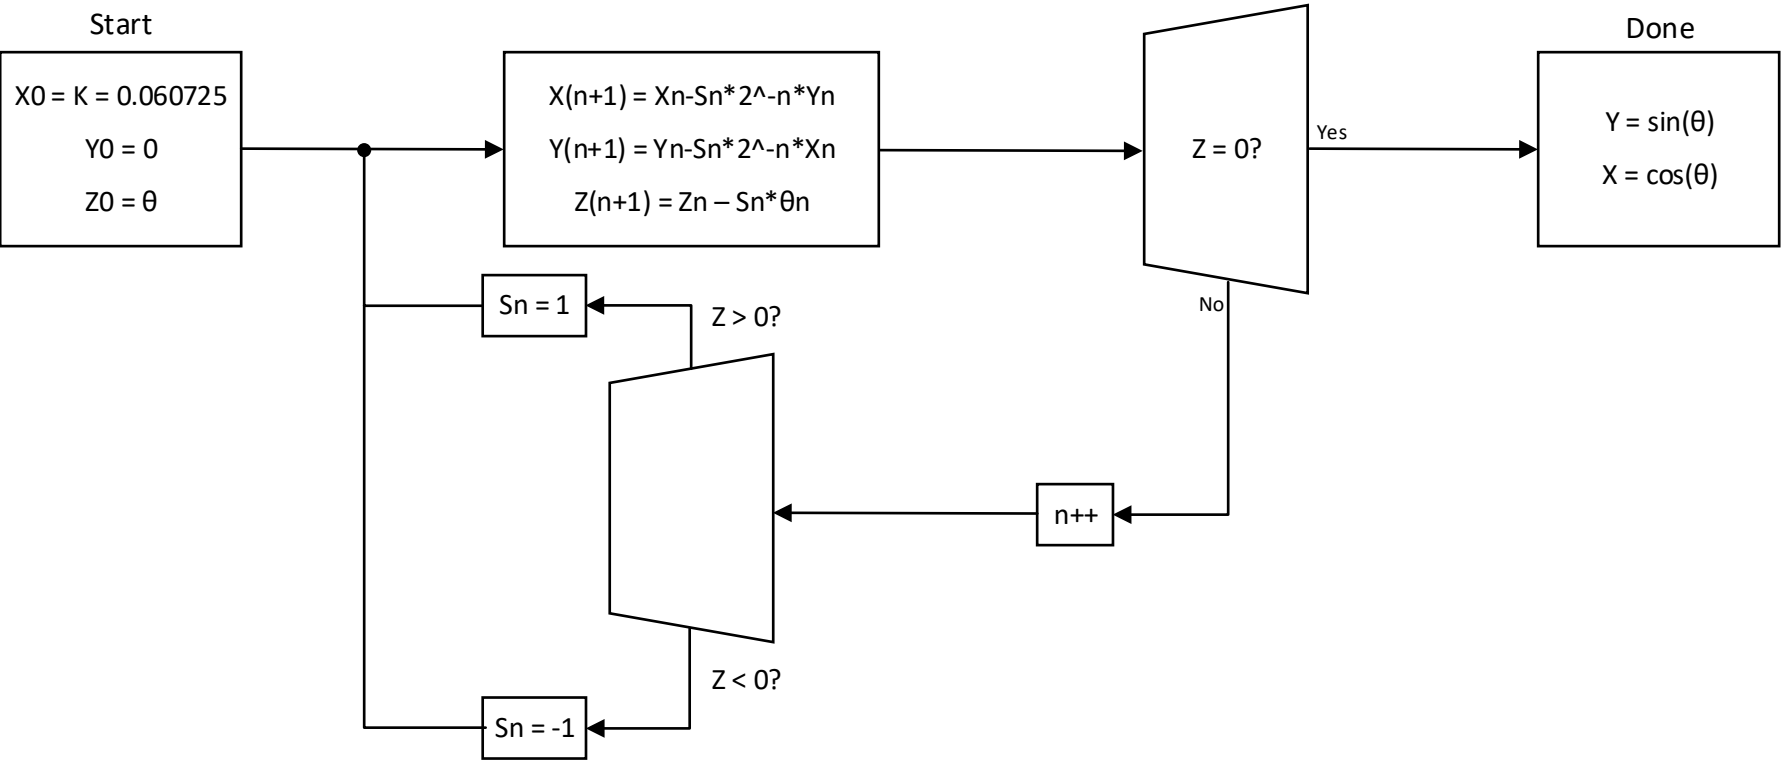 Start
X0 = K = 0.060725
Y0 = 0
Z0 = θ
X(n+1) = Xn-Sn*2^-n*Yn
Y(n+1) = Yn-Sn*2^-n*Xn
Z(n+1) = Zn – Sn*θn
Z = 0?
Yes
No
Done
Y = sin(θ)
X = cos(θ)
Sn = 1
Z > 0?
n++
Z < 0?
Sn = -1